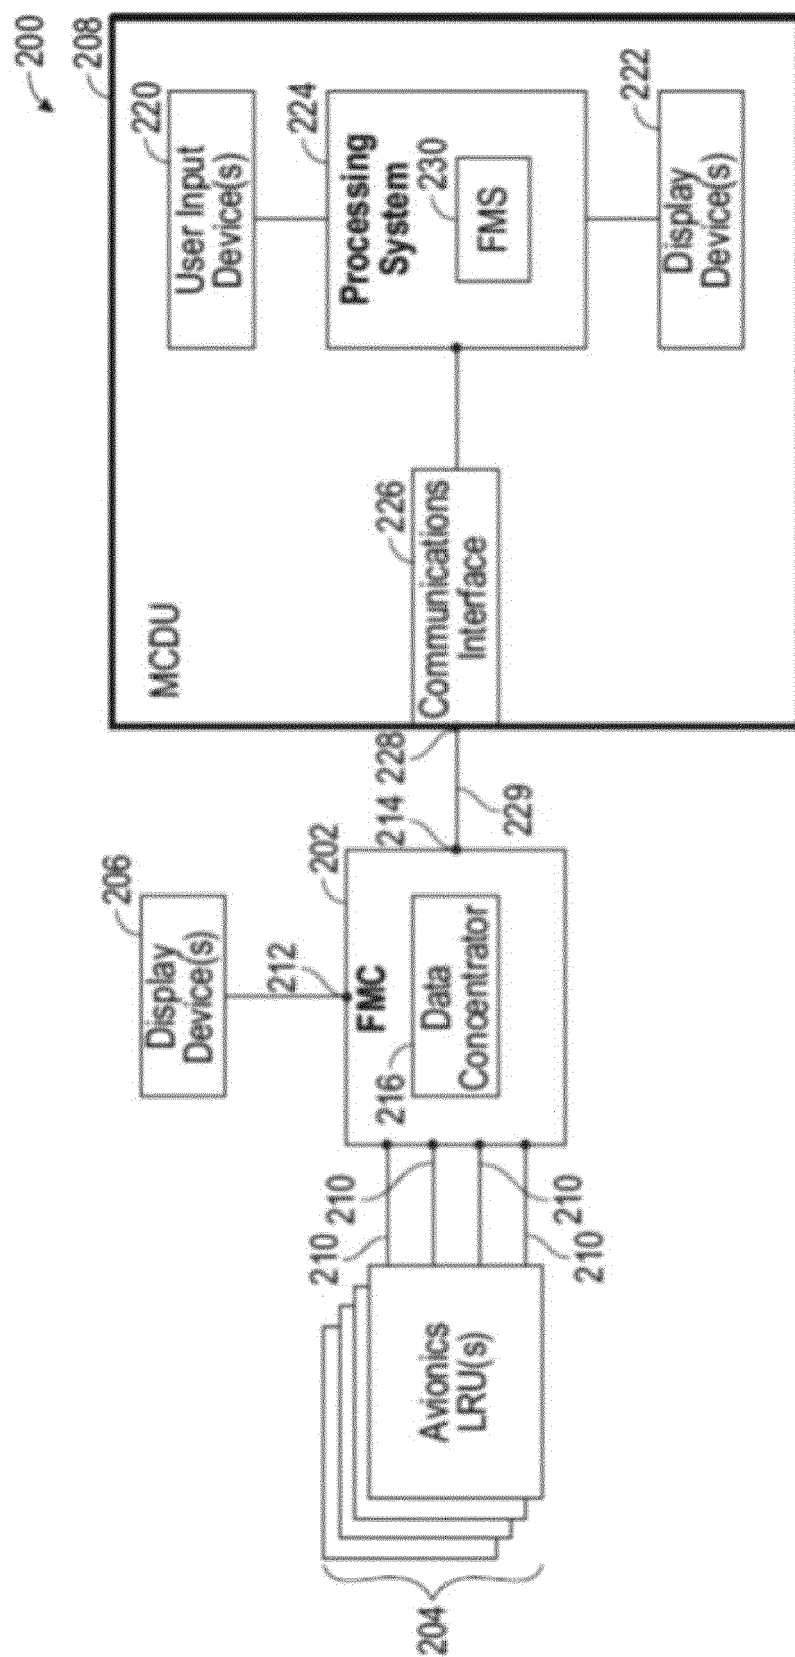 200
208
MCDU
220
User Input
Device(s)
224
Processing
System
230
FMS
222
Display
Device(s)
226
Communications
Interface
228
229
214
206
Display
Device(s)
212
202
FMC
216
Data
Concentrator
210
210
210
210
Avionics
LRU(s)
204